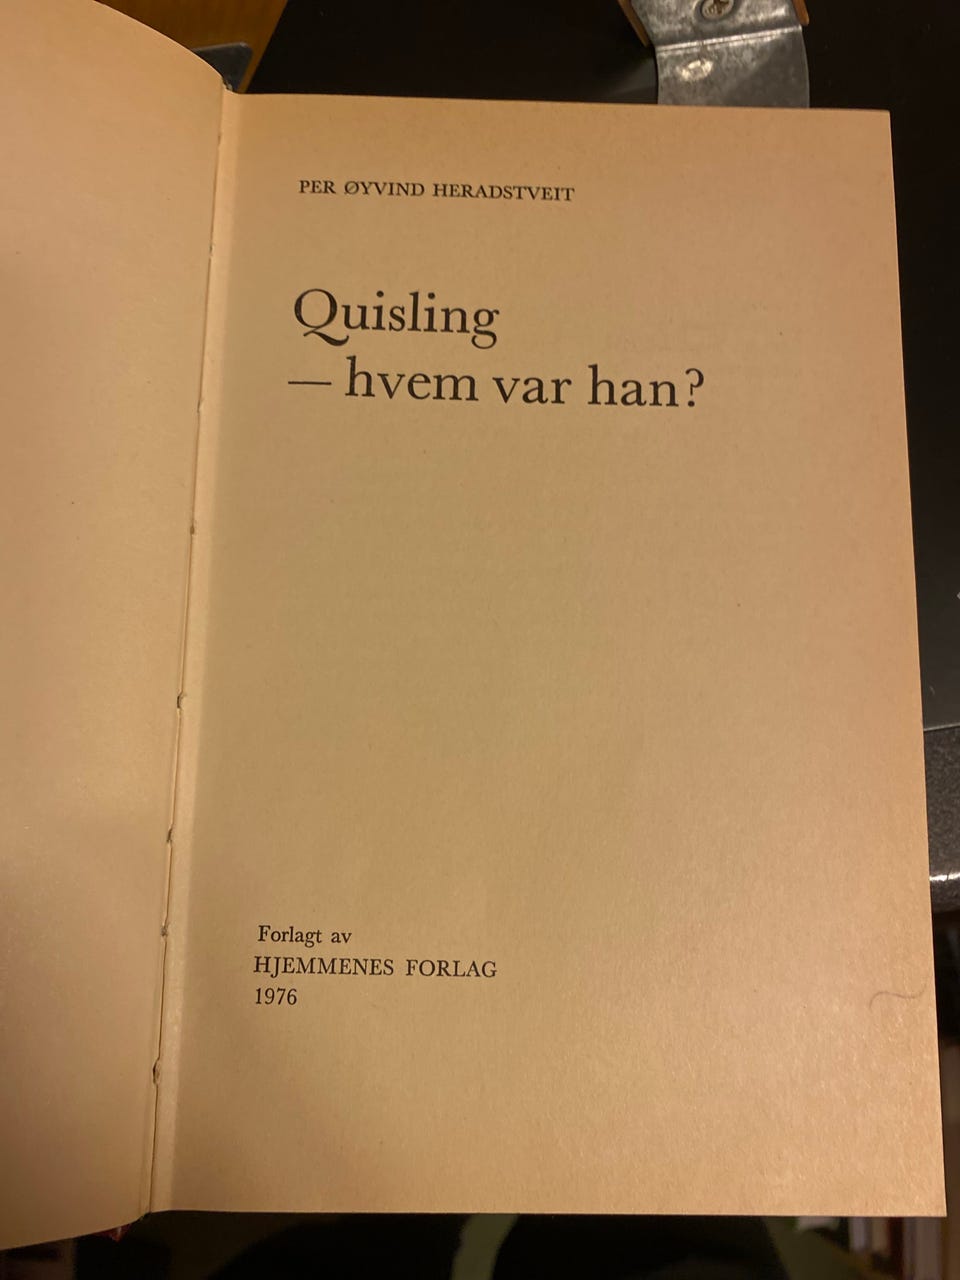 PER ØYVIND HERADSTVEIT
Quisling
— hvem var han?
Forlagt av
HJEMMENES FORLAG
1976